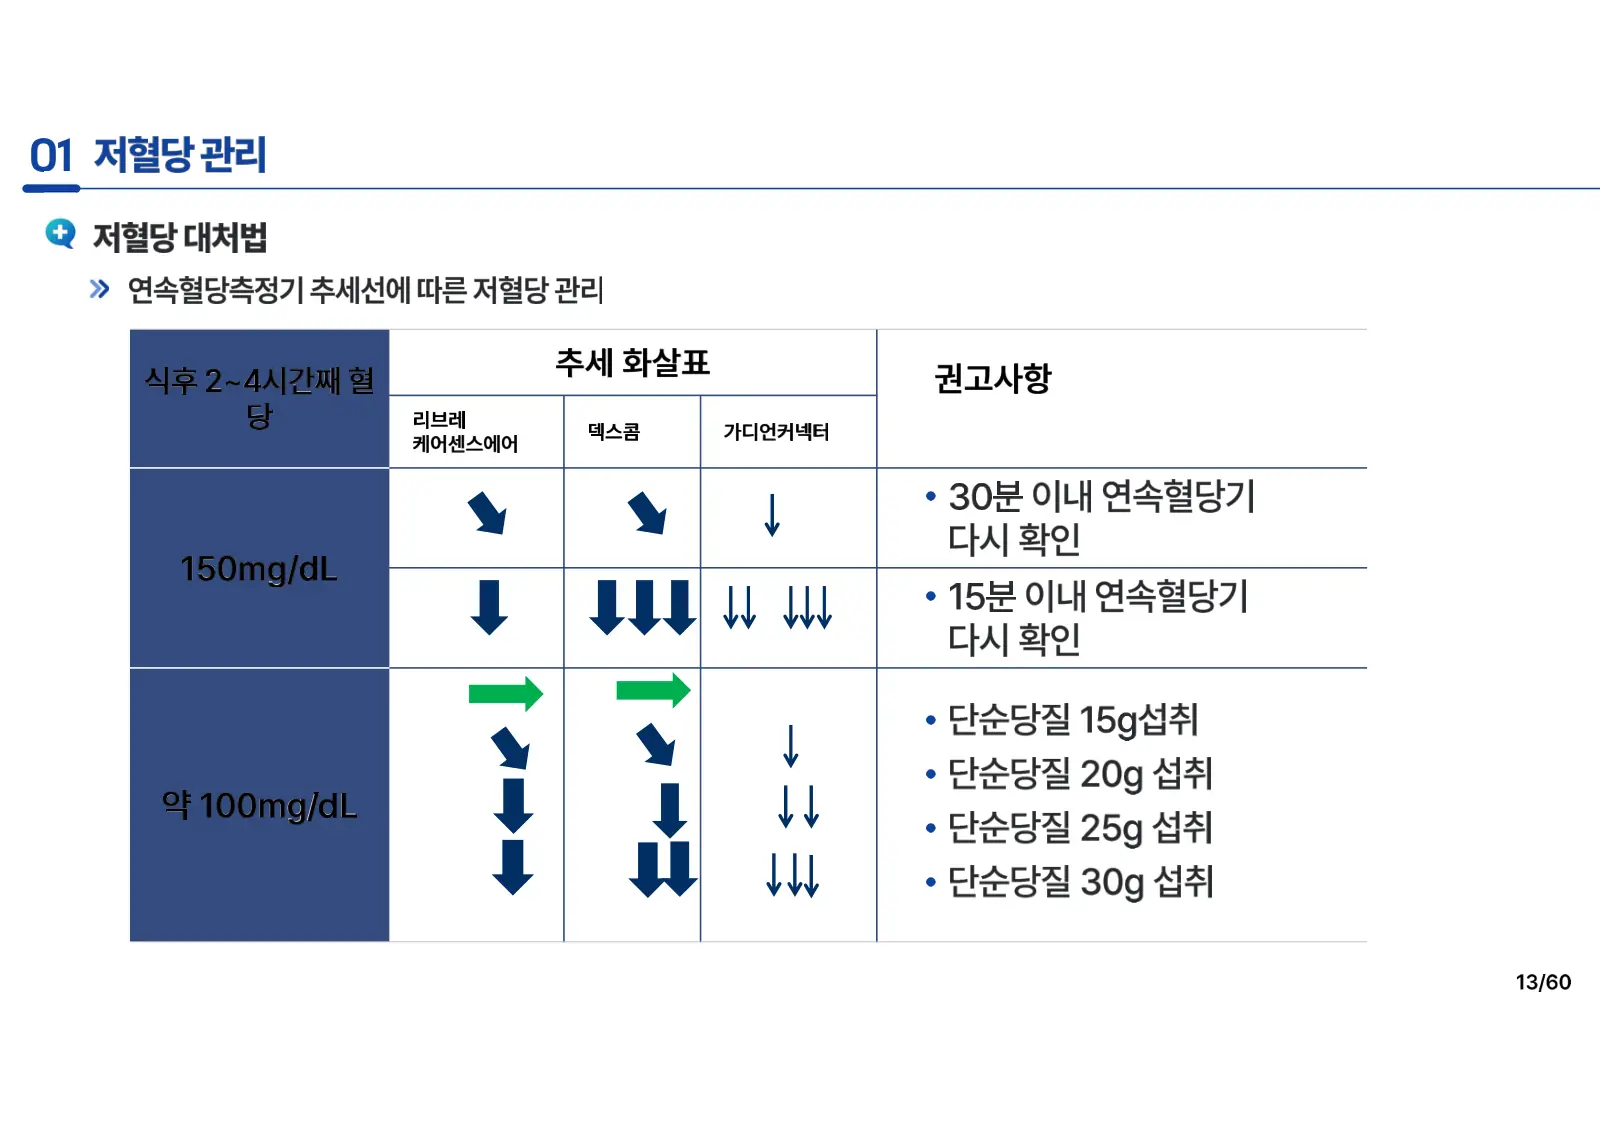 01 저혈당 관리
저혈당 대처법
연속혈당측정기 추세선에 따른 저혈당 관리
식후 2~4시간째 혈
당
추세 화살표
권고사항
리브레
케어센스에어
덱스콤
가디언커넥터
150mg/dL
• 30분 이내 연속혈당기
다시 확인
• 15분 이내 연속혈당기
다시 확인
약 100mg/dL
• 단순당질 15g섭취
• 단순당질 20g 섭취
• 단순당질 25g 섭취
• 단순당질 30g 섭취
13/60